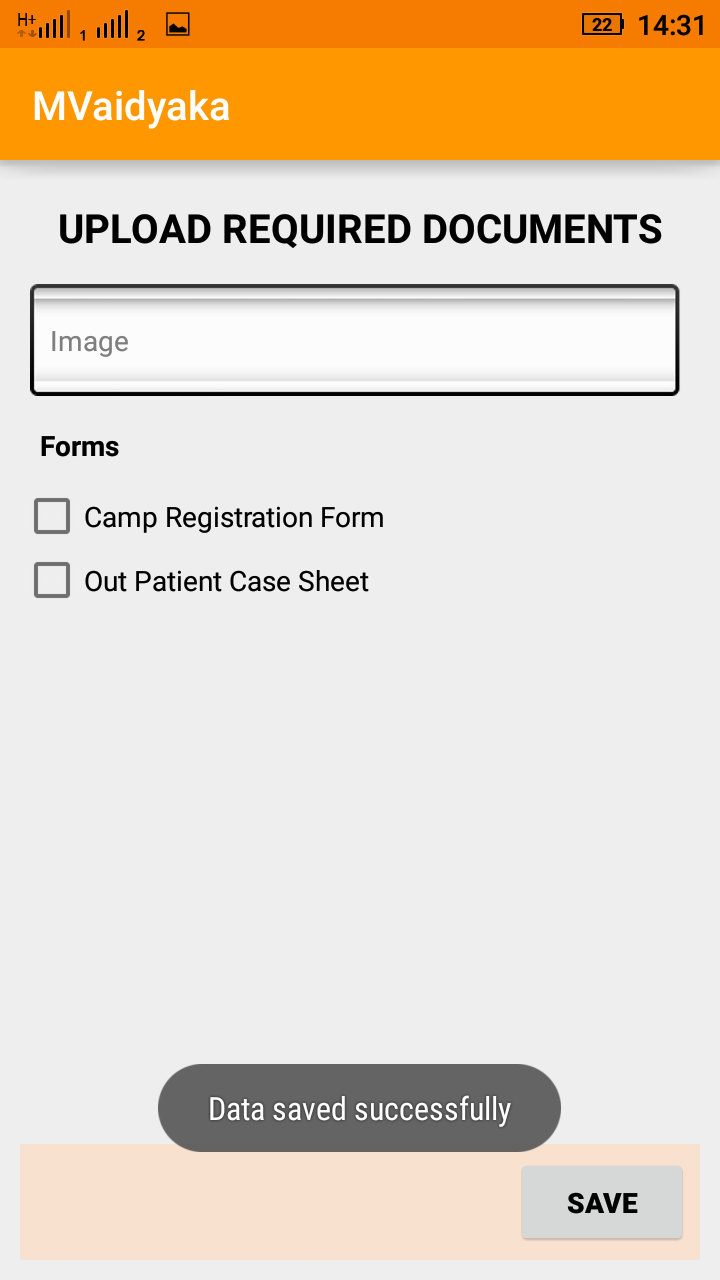 H+ 1 2 22 14:31
MVaidyaka
UPLOAD REQUIRED DOCUMENTS
Image
Forms
Camp Registration Form
Out Patient Case Sheet
Data saved successfully
SAVE